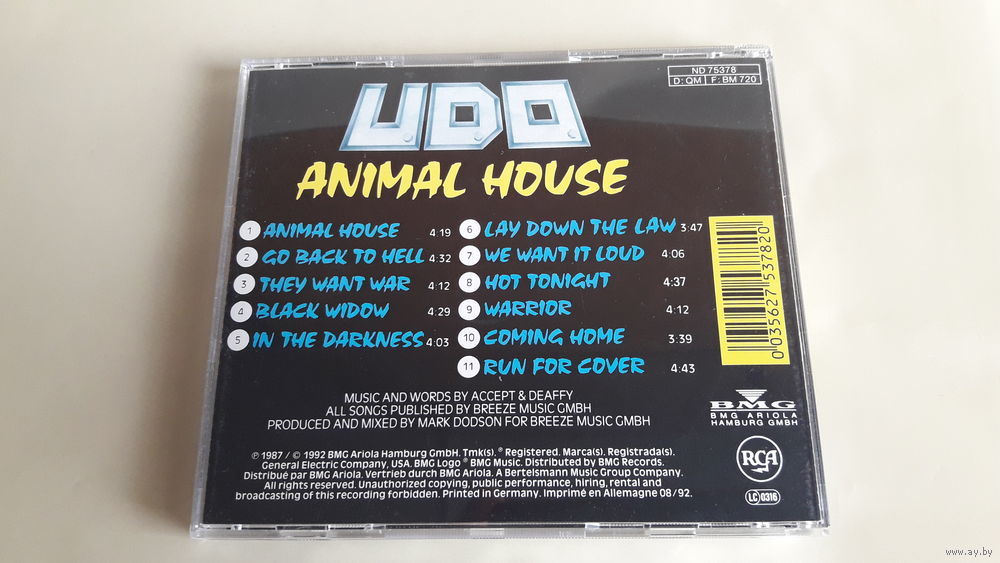 ND 75378
D: QM F: BM 720
U.D.O
ANIMAL HOUSE
1 ANIMAL HOUSE 4:19
2 GO BACK TO HELL 4:32
3 THEY WANT WAR 4:12
4 BLACK WIDOW 4:29
5 IN THE DARKNESS 4:03
6 LAY DOWN THE LAW 3:47
7 WE WANT IT LOUD 4:06
8 HOT TONIGHT 4:37
9 WARRIOR 4:12
10 COMING HOME 3:39
11 RUN FOR COVER 4:43
0 035627 537820
MUSIC AND WORDS BY ACCEPT & DEAFFY
ALL SONGS PUBLISHED BY BREEZE MUSIC GMBH
PRODUCED AND MIXED BY MARK DODSON FOR BREEZE MUSIC GMBH
BMG
BMG ARIOLA
HAMBURG GMBH
RCA
LC 0316
℗ 1987 / © 1992 BMG Ariola Hamburg GmbH. Tmk(s). ® Registered. Marca(s). Registrada(s).
General Electric Company, USA. BMG Logo ® BMG Music. Distributed by BMG Records.
Distribué par BMG Ariola. Vertrieb durch BMG Ariola. A Bertelsmann Music Group Company.
All rights reserved. Unauthorized copying, public performance, hiring, rental and
broadcasting of this recording forbidden. Printed in Germany. Imprimé en Allemagne 08/92.
www.ay.by